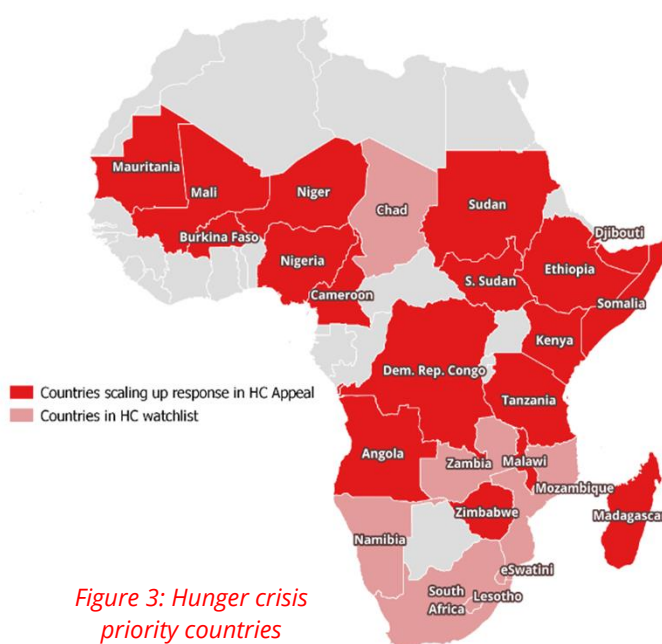 Mauritania
Mali
Niger
Chad
Sudan
Burkina Faso
Djibouti
Nigeria
Ethiopia
S. Sudan
Cameroon
Somalia
Kenya
Dem. Rep. Congo
Countries scaling up response in HC Appeal
Tanzania
Countries in HC watchlist
Angola
Zambia
Malawi
Mozambique
Zimbabwe
Madagascar
Namibia
eSwatini
South
Africa
Lesotho
Figure 3: Hunger crisis
priority countries